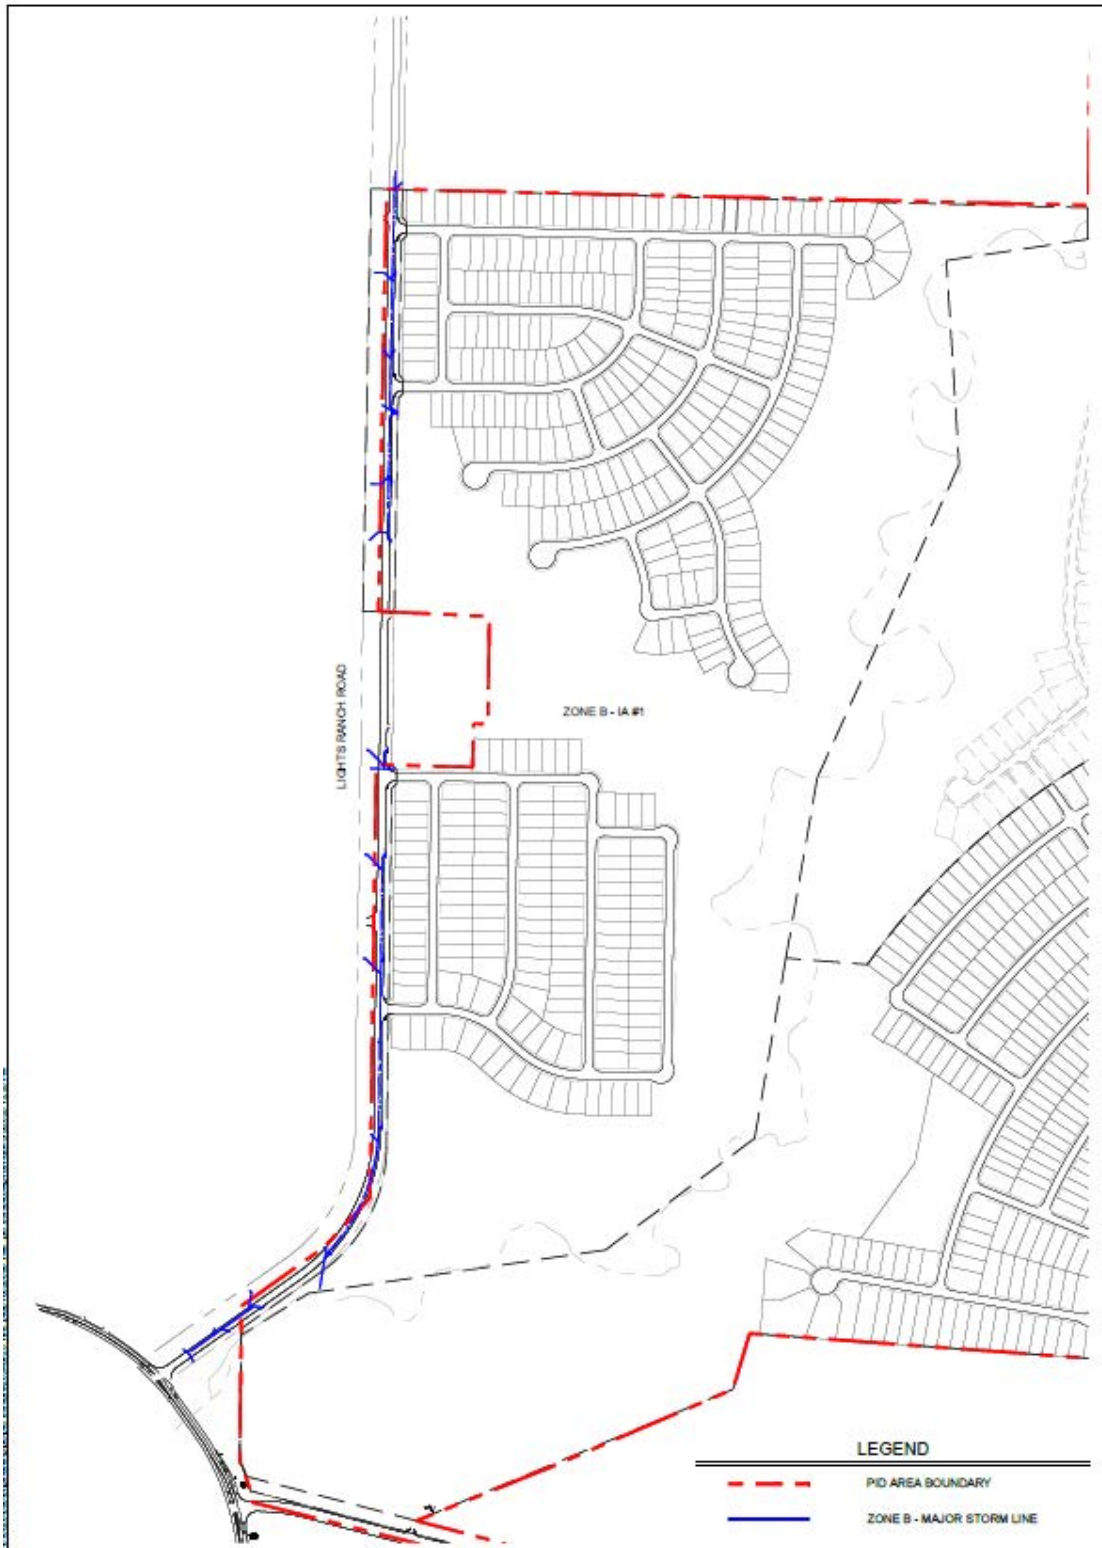 LIGHTS RANCH ROAD
ZONE B - IA #1
LEGEND
PID AREA BOUNDARY
ZONE B - MAJOR STORM LINE